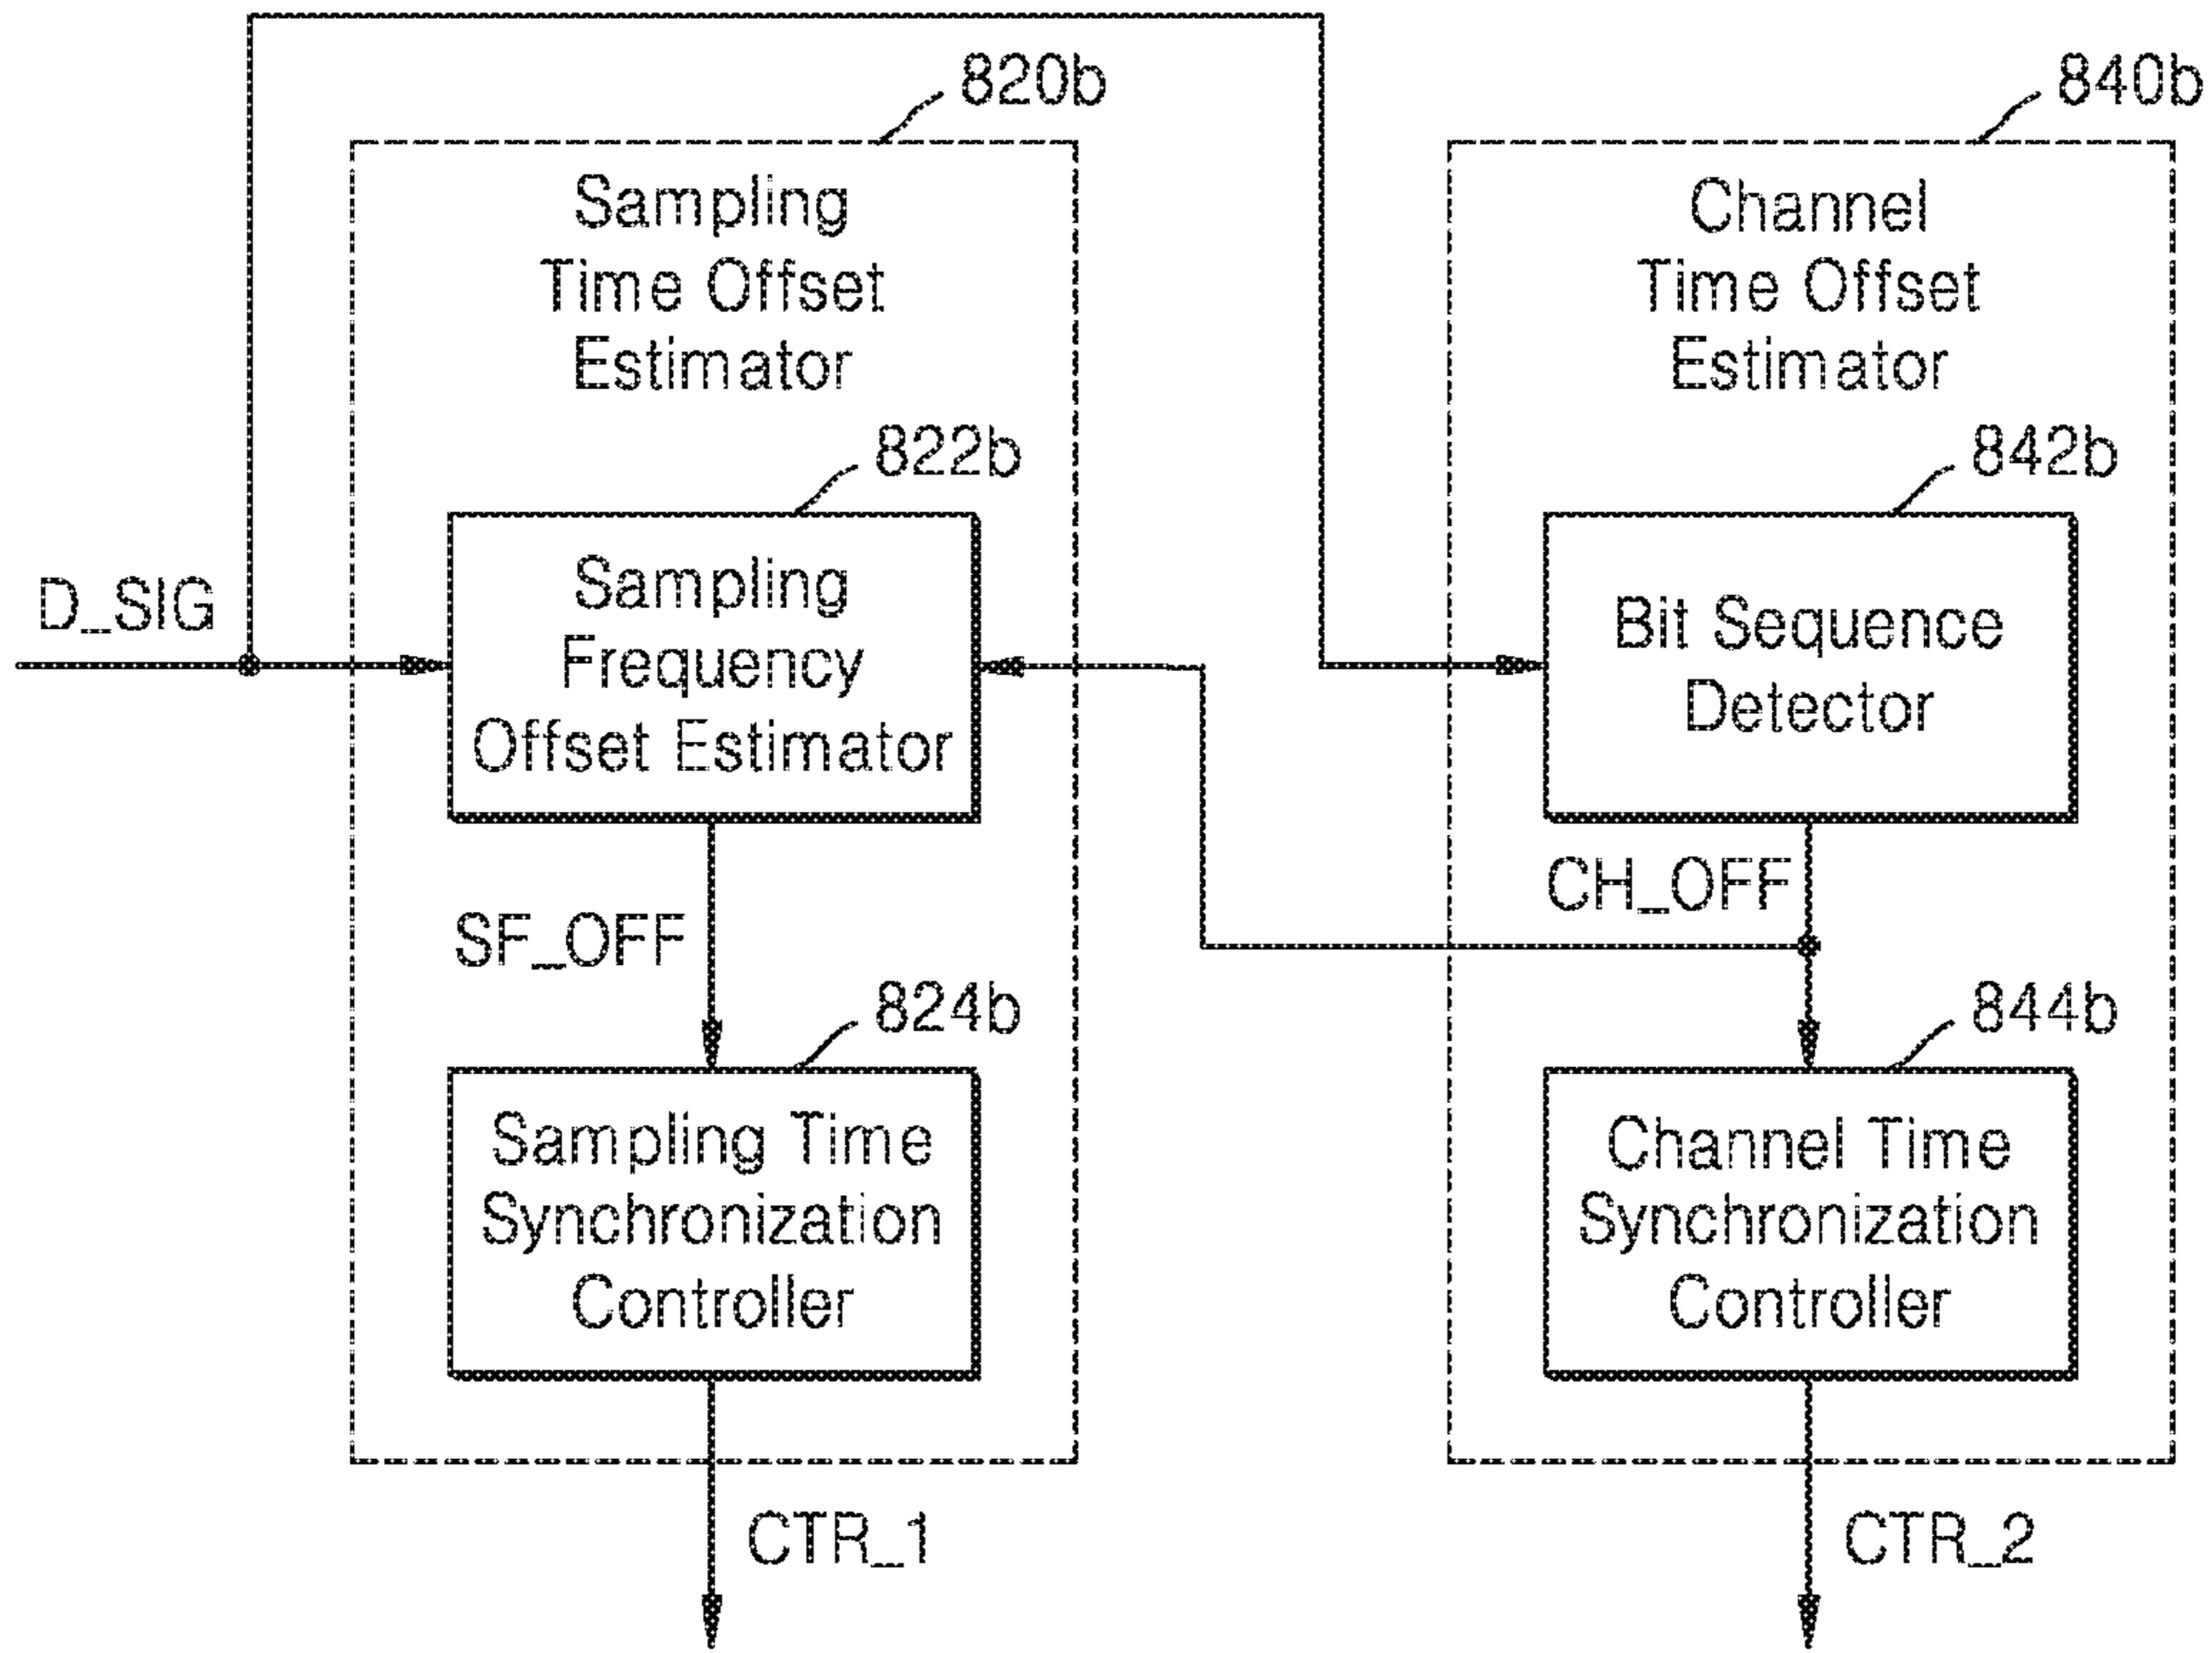 820b
840b
Sampling
Time Offset
Estimator
Channel
Time Offset
Estimator
822b
842b
D_SIG
Sampling
Frequency
Offset Estimator
Bit Sequence
Detector
SF_OFF
CH_OFF
824b
844b
Sampling Time
Synchronization
Controller
Channel Time
Synchronization
Controller
CTR_1
CTR_2